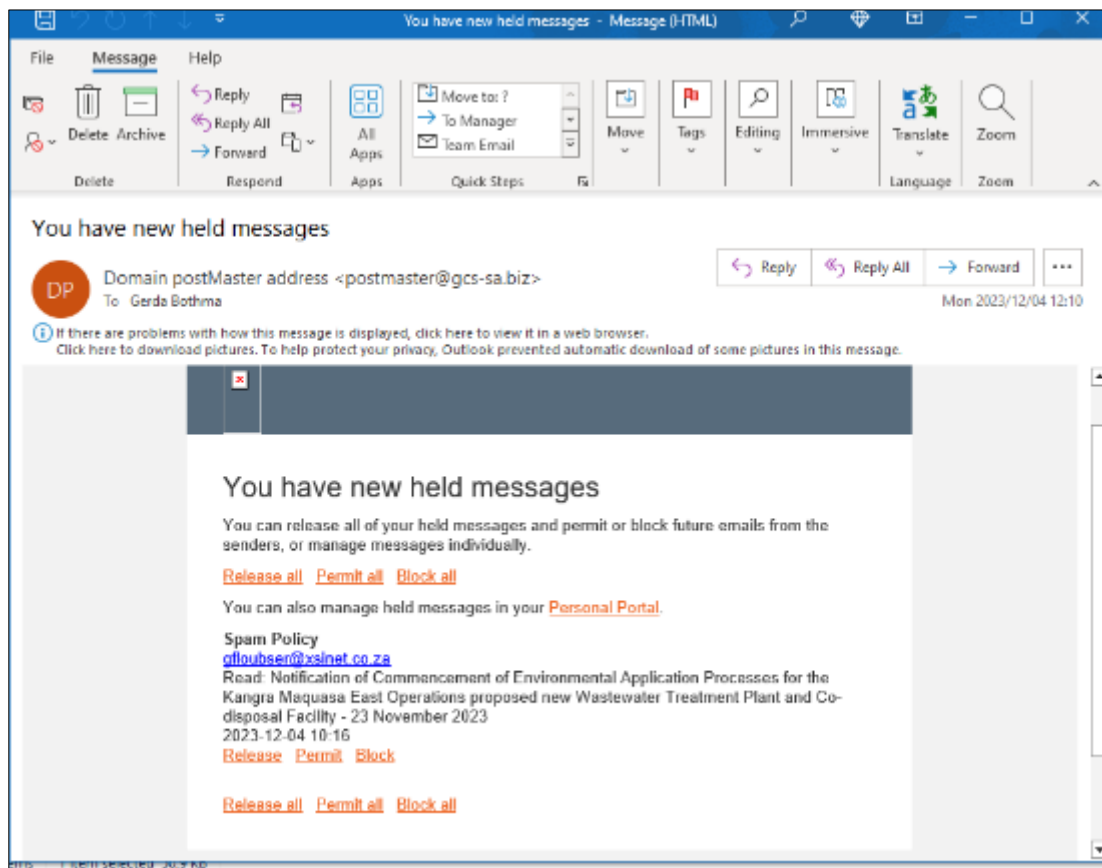 You have new held messages - Message (HTML)
File Message Help
Delete Archive
Reply
Reply All
Forward
All Apps
Move to: ?
To Manager
Team Email
Move Tags Editing Immersive Translate Zoom
Delete Respond Apps Quick Steps Language Zoom
You have new held messages
DP
Domain postMaster address <postmaster@gcs-sa.biz>
To Gerda Bothma
Reply Reply All Forward
Mon 2023/12/04 12:10
If there are problems with how this message is displayed, click here to view it in a web browser.
Click here to download pictures. To help protect your privacy, Outlook prevented automatic download of some pictures in this message.
You have new held messages
You can release all of your held messages and permit or block future emails from the
senders, or manage messages individually.
Release all Permit all Block all
You can also manage held messages in your Personal Portal.
Spam Policy
gfloubser@xsinet.co.za
Read: Notification of Commencement of Environmental Application Processes for the
Kangra Maquasa East Operations proposed new Wastewater Treatment Plant and Co-
disposal Facility - 23 November 2023
2023-12-04 10:16
Release Permit Block
Release all Permit all Block all